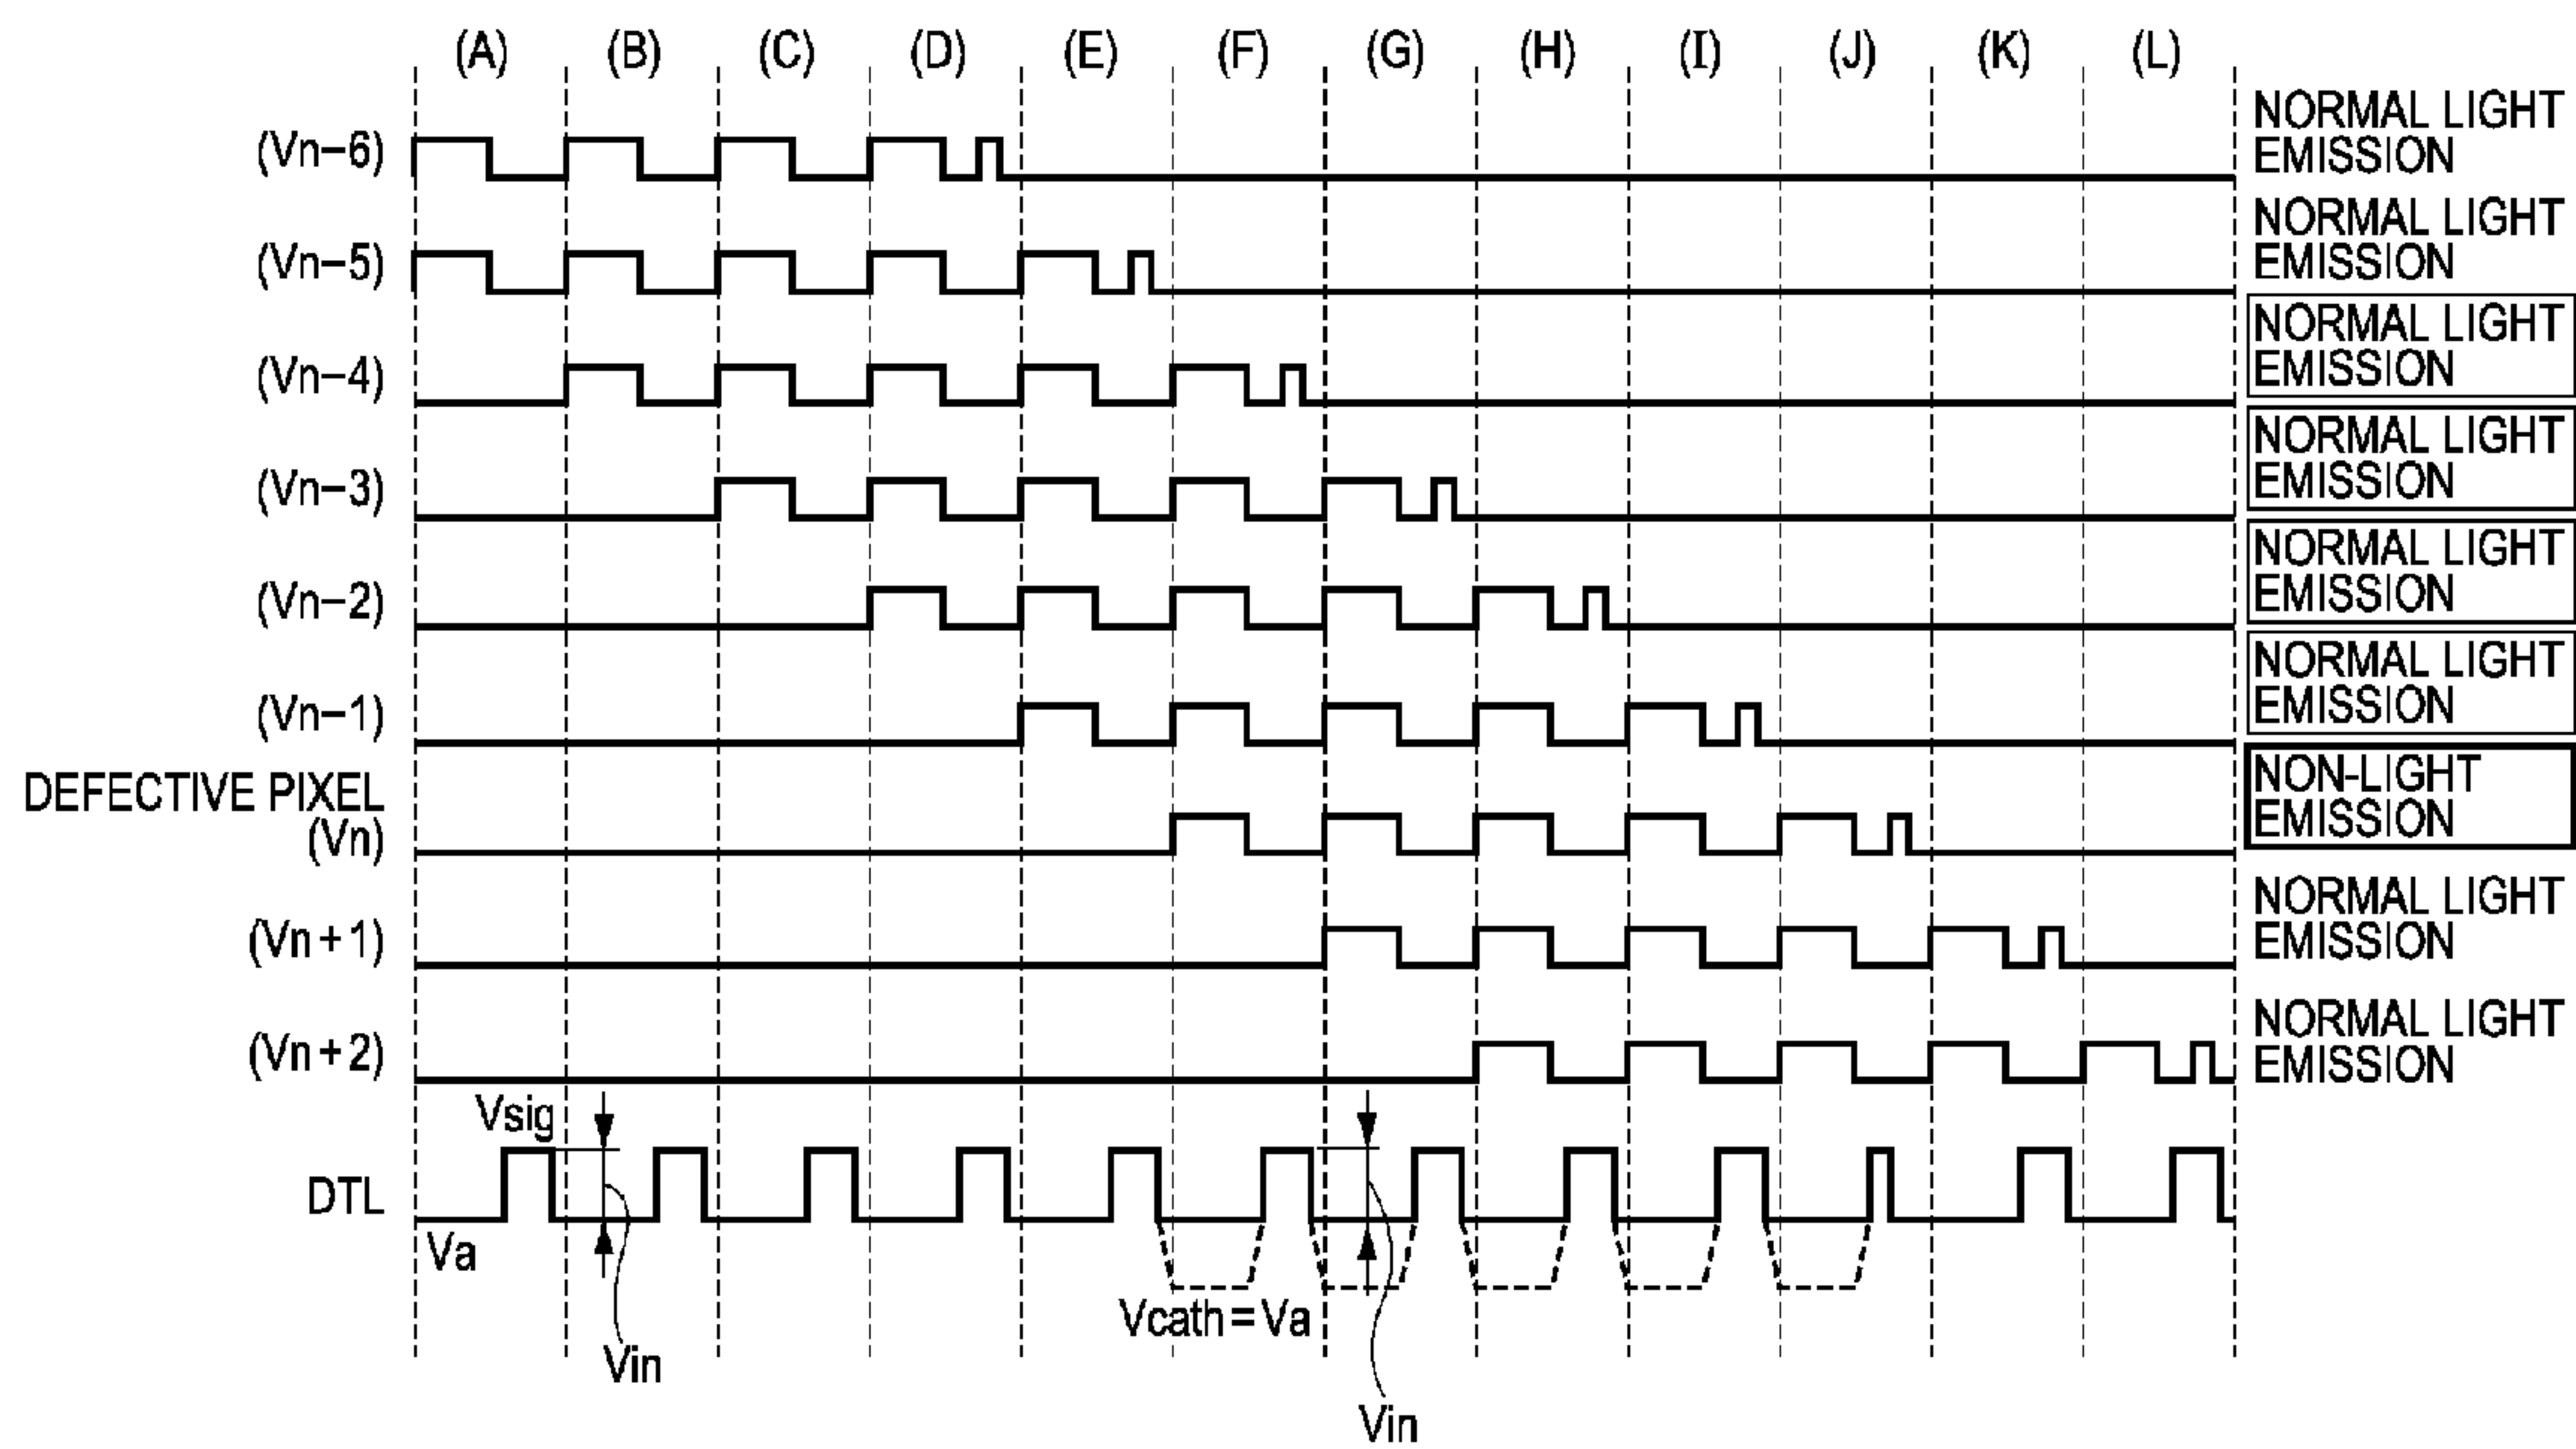 (A) (B) (C) (D) (E) (F) (G) (H) (I) (J) (K) (L)
(Vn−6)
NORMAL LIGHT
EMISSION
(Vn−5)
NORMAL LIGHT
EMISSION
(Vn−4)
NORMAL LIGHT
EMISSION
(Vn−3)
NORMAL LIGHT
EMISSION
(Vn−2)
NORMAL LIGHT
EMISSION
(Vn−1)
NORMAL LIGHT
EMISSION
DEFECTIVE PIXEL
(Vn)
NON-LIGHT
EMISSION
(Vn+1)
NORMAL LIGHT
EMISSION
(Vn+2)
NORMAL LIGHT
EMISSION
Vsig
DTL
Va
Vcath=Va
Vin
Vin